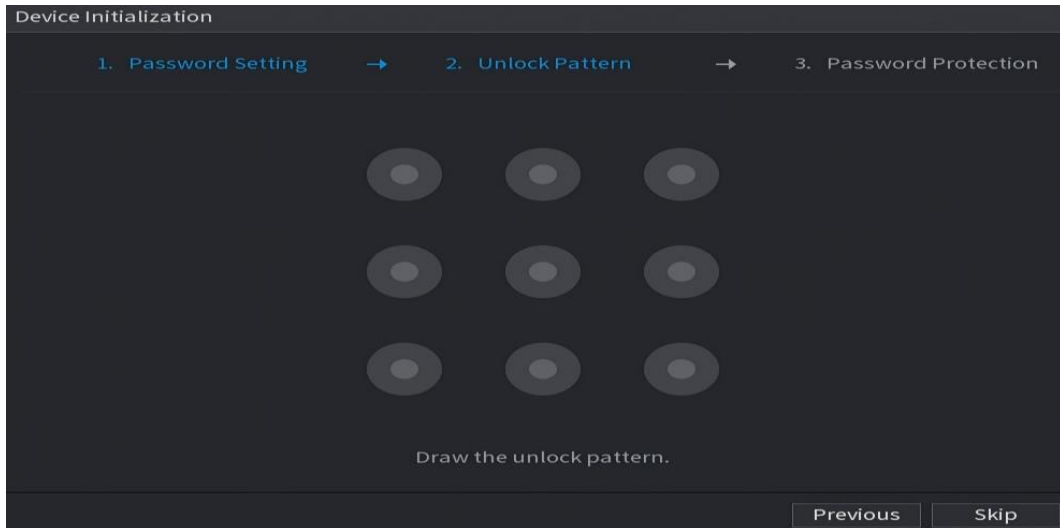 Device Initialization
1. Password Setting → 2. Unlock Pattern → 3. Password Protection
Draw the unlock pattern.
Previous Skip